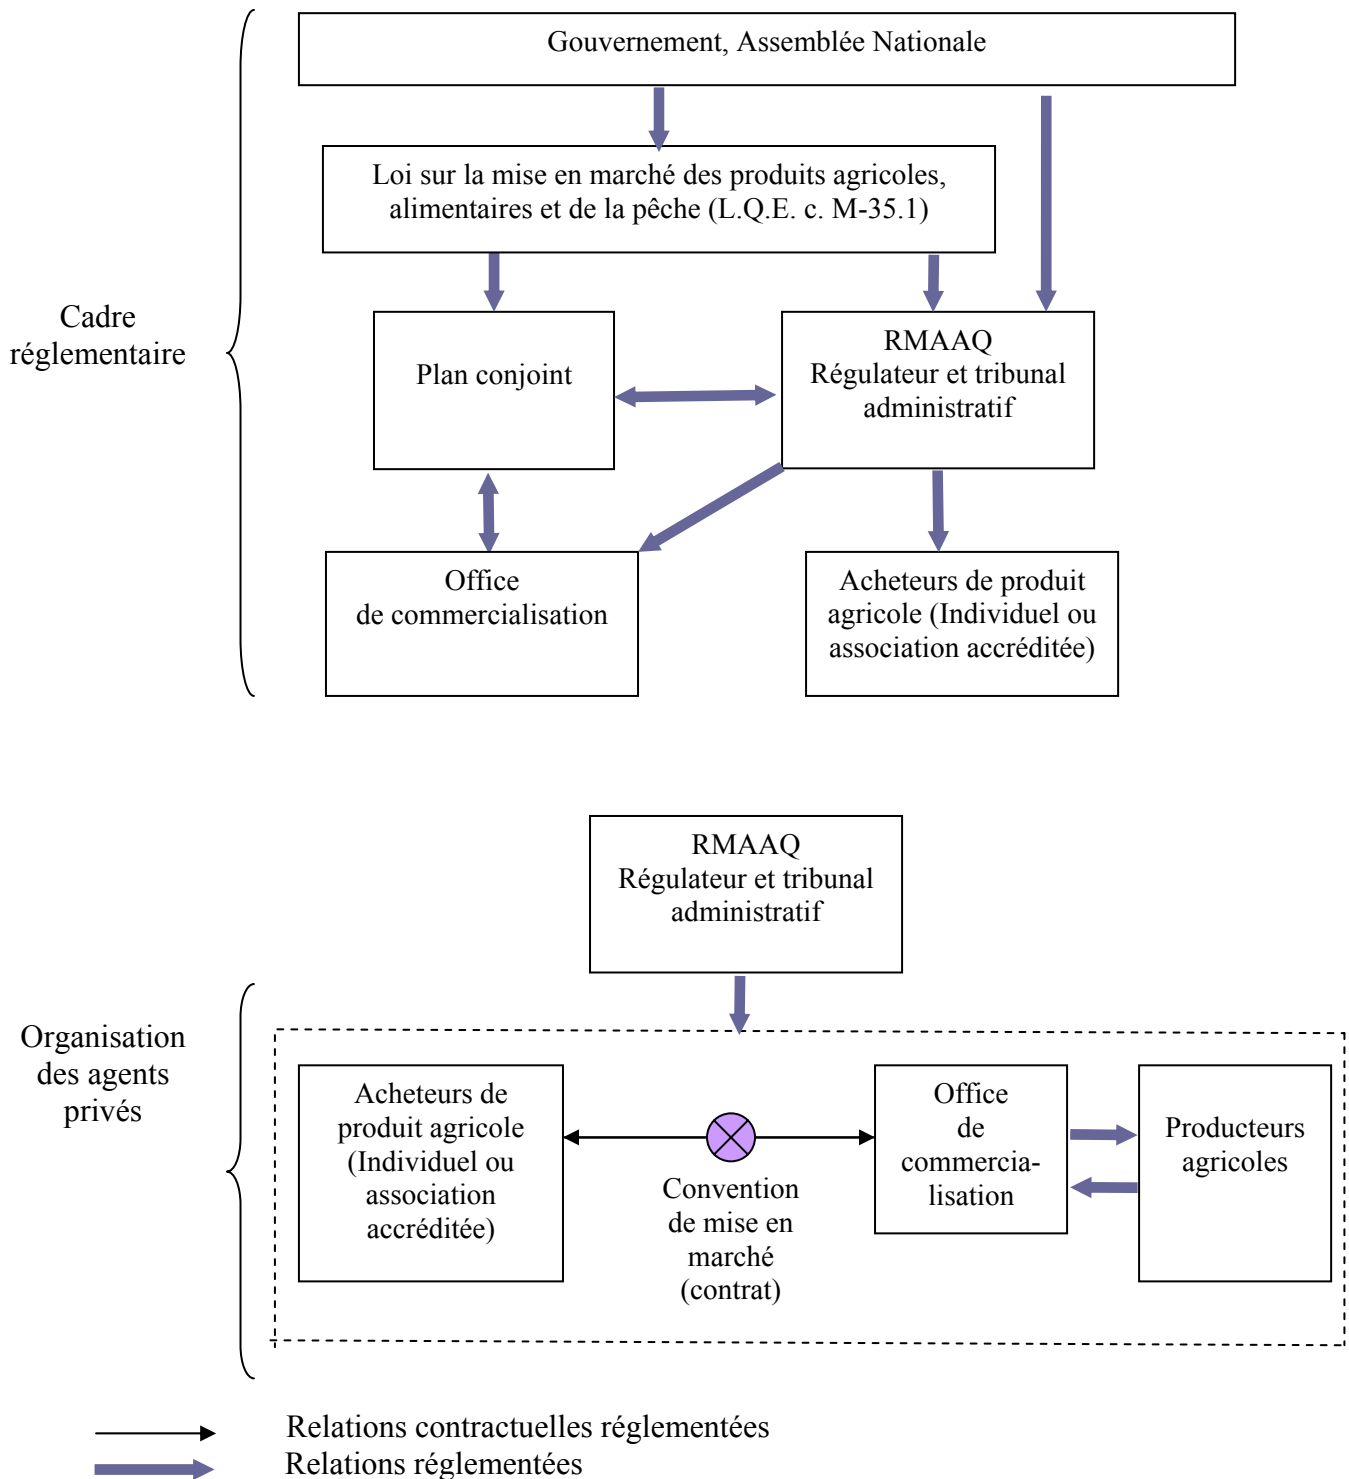 Gouvernement, Assemblée Nationale
Loi sur la mise en marché des produits agricoles,
alimentaires et de la pêche (L.Q.E. c. M-35.1)
Cadre
réglementaire
Plan conjoint
RMAAQ
Régulateur et tribunal
administratif
Office
de commercialisation
Acheteurs de produit
agricole (Individuel ou
association accréditée)
RMAAQ
Régulateur et tribunal
administratif
Organisation
des agents
privés
Acheteurs de
produit agricole
(Individuel ou
association
accréditée)
Convention
de mise en
marché
(contrat)
Office
de
commercia-
lisation
Producteurs
agricoles
Relations contractuelles réglementées
Relations réglementées